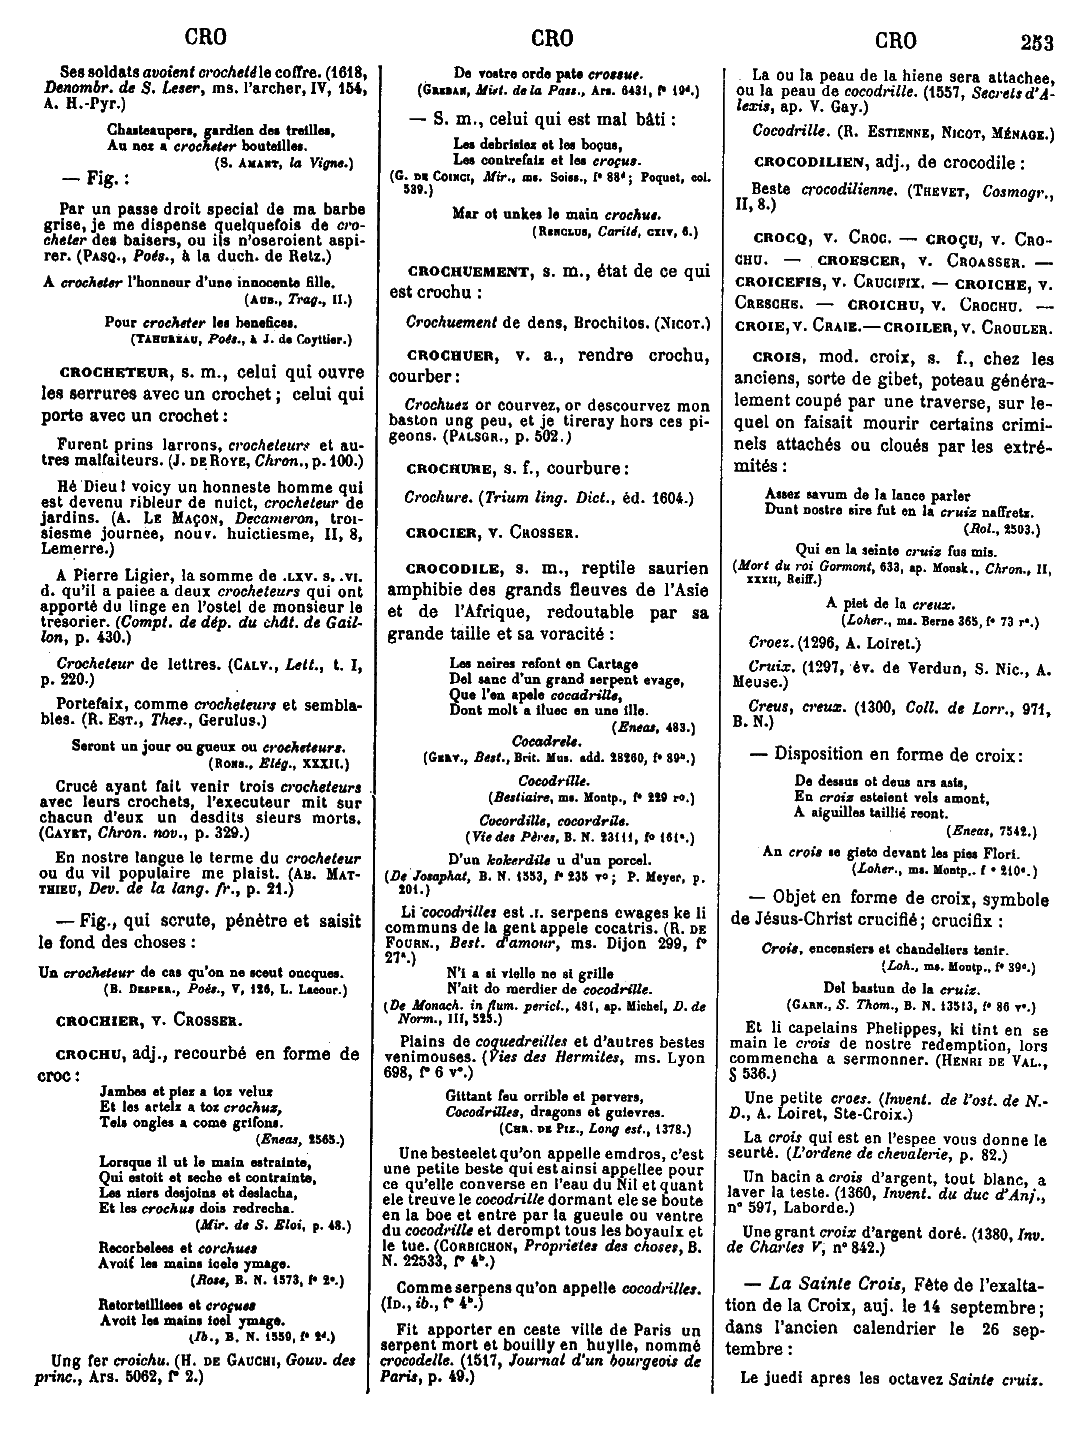 CRO
CRO
CRO
253
Ses soldats avoient crocheté le coffre. (1618,
Denombr. de S. Leser, ms. l'archer, IV, 154,
A. H.-Pyr.)
Chasteaupers, gardien des treilles,
Au nez a crocheter bouteilles.
(S. AMANT, la Vigne.)
— Fig. :
Par un passe droit special de ma barbe
grise, je me dispense quelquefois de cro-
cheter des baisers, ou ils n'oseroient aspi-
rer. (PASQ., Poés., à la duch. de Retz.)
A crocheter l'honneur d'une innocente fille.
(AUB., Trag., II.)
Pour crocheter les benefices.
(TAHUREAU, Poés., à J. de Coyttier.)
CROCHETEUR, s. m., celui qui ouvre
les serrures avec un crochet ; celui qui
porte avec un crochet :
Furent prins larrons, crocheteurs et au-
tres malfaiteurs. (J. DE ROYE, Chron., p. 100.)
Hé Dieu ! voicy un honneste homme qui
est devenu ribleur de nuict, crocheteur de
jardins. (A. LE MAÇON, Decameron, troi-
siesme journee, nouv. huictiesme, II, 8,
Lemerre.)
A Pierre Ligier, la somme de .LXV. s. .VI.
d. qu'il a paiee a deux crocheteurs qui ont
apporté du linge en l'ostel de monsieur le
tresorier. (Compt. de dép. du chât. de Gail-
lon, p. 430.)
Crocheteur de lettres. (CALV., Lett., t. I,
p. 220.)
Portefaix, comme crocheteurs et sembla-
bles. (R. EST., Thes., Gerulus.)
Seront un jour ou gueux ou crocheteurs.
(RONS., Elég., XXXII.)
Crucé ayant fait venir trois crocheteurs
avec leurs crochets, l'executeur mit sur
chacun d'eux un desdits sieurs morts.
(CAYET, Chron. nov., p. 329.)
En nostre langue le terme du crocheteur
ou du vil populaire me plaist. (AB. MAT-
THIEU, Dev. de la lang. fr., p. 21.)
— Fig., qui scrute, pénètre et saisit
le fond des choses :
Un crocheteur de cas qu'on ne sceut oncques.
(B. DESPER., Poés., V, 126, L. Lacour.)
CROCHIER, v. CROSSER.
CROCHU, adj., recourbé en forme de
croc :
Jambes et piez a toz velux
Et les artelz a toz crochuz,
Tels ongles a come grifons.
(Eneas, 2565.)
Lorsque il ut le main estrainte,
Qui estoit et seche et contrainte,
Les niers desjoins et deslacha,
Et les crochus dois redrecha.
(Mir. de S. Eloi, p. 48.)
Recorbelees et corchues
Avoit les mains icele ymage.
(Rose, B. N. 1573, f° 2ᵃ.)
Retorteilliees et croçues
Avoit les mains icel ymage.
(Ib., B, N. 1559, f° 2ᵈ.)
Ung fer croichu. (H. DE GAUCHI, Gouv. des
princ., Ars. 5062, f° 2.)
De vostre orde pate crossue.
(GREBAN, Mist. de la Pass., Ars. 6431, f° 19ᵈ.)
— S. m., celui qui est mal bâti :
Les debrisiez et les boçus,
Les contrefaiz et les croçus.
(G. DE COINCI, Mir., ms. Soiss., f° 88ᵈ ; Poquet, col.
539.)
Mar ot unkes le main crochue.
(RENCLUS, Carité, CXIV, 6.)
CROCHUEMENT, s. m., état de ce qui
est crochu :
Crochuement de dens, Brochitos. (NICOT.)
CROCHUER, v. a., rendre crochu,
courber :
Crochuez or courvez, or descourvez mon
baston ung peu, et je tireray hors ces pi-
geons. (PALSGR., p. 502.)
CROCHURE, s. f., courbure :
Crochure. (Trium ling. Dict., éd. 1604.)
CROCIER, v. CROSSER.
CROCODILE, s. m., reptile saurien
amphibie des grands fleuves de l'Asie
et de l'Afrique, redoutable par sa
grande taille et sa voracité :
Les neires refont en Cartage
Del sanc d'un grand serpent evage,
Que l'en apele cocadrille,
Dont molt a iluec en une ille.
(Eneas, 483.)
Cocadrele.
(GERV., Best., Brit. Mus. add. 28260, f° 89ᵇ.)
Cocodrille.
(Bestiaire, ms. Montp., f° 229 r°.)
Cocordille, cocordrile.
(Vie des Pères, B. N. 23111, f° 161ᵃ.)
D'un kokerdile u d'un porcel.
(De Josaphat, B. N. 1553, f° 235 v° ; P. Meyer, p.
201.)
Li cocodrilles est .I. serpens ewages ke li
communs de la gent appele cocatris. (R. DE
FOURN., Best. d'amour, ms. Dijon 299, f°
27ᵃ.)
N'i a si vielle ne si grille
N'ait do merdier de cocodrille.
(De Monach. in flum. pericl., 481, ap. Michel, D. de
Norm., III, 525.)
Plains de coquedreilles et d'autres bestes
venimouses. (Vies des Hermites, ms. Lyon
698, f° 6 v°.)
Gittant feu orrible et pervers,
Cocodrilles, dragons et guievres.
(CHR. DE PIZ., Long est., 1378.)
Une besteelet qu'on appelle emdros, c'est
une petite beste qui est ainsi appellee pour
ce qu'elle converse en l'eau du Nil et quant
ele treuve le cocodrille dormant ele se boute
en la boe et entre par la gueule ou ventre
du cocodrille et derompt tous les boyaulx et
le tue. (CORBICHON, Proprietes des choses, B.
N. 22533, f° 4ᵇ.)
Comme serpens qu'on appelle cocodrilles.
(ID., ib., f° 4ᵇ.)
Fit apporter en ceste ville de Paris un
serpent mort et bouilly en huylle, nommé
crocodelle. (1517, Journal d'un bourgeois de
Paris, p. 49.)
La ou la peau de la hiene sera attachee,
ou la peau de cocodrille. (1557, Secrets d'A-
lexis, ap. V. Gay.)
Cocodrille. (R. ESTIENNE, NICOT, MÉNAGE.)
CROCODILIEN, adj., de crocodile :
Beste crocodilienne. (THEVET, Cosmogr.,
II, 8.)
CROCQ, v. CROC. — CROÇU, v. CRO-
CHU. — CROESCER, v. CROASSER. —
CROICEFIS, v. CRUCIFIX. — CROICHE, v.
CRESCHE. — CROICHU, v. CROCHU. —
CROIE, v. CRAIE. — CROILER, v. CROULER.
CROIS, mod. croix, s. f., chez les
anciens, sorte de gibet, poteau généra-
lement coupé par une traverse, sur le-
quel on faisait mourir certains crimi-
nels attachés ou cloués par les extré-
mités :
Assez savum de la lance parler
Dunt nostre sire fut en la cruiz naffretz.
(Rol., 2503.)
Qui en la seinte cruiz fus mis.
(Mort du roi Gormont, 633, ap. Mousk., Chron., II,
XXXII, Reiff.)
A piet de la creux.
(Loher., ms. Berne 365, f° 73 r°.)
Croez. (1296, A. Loiret.)
Cruix. (1297, év. de Verdun, S. Nic., A.
Meuse.)
Creus, creux. (1300, Coll. de Lorr., 971,
B. N.)
— Disposition en forme de croix :
De dessus ot deus ars asis,
En croiz esteient vels amont,
A aiguilles taillié reont.
(Eneas, 7542.)
An crois se giete devant les pies Flori.
(Loher., ms. Montp., f° 210ᵃ.)
— Objet en forme de croix, symbole
de Jésus-Christ crucifié ; crucifix :
Crois, encensiers et chandeliers tenir.
(Loh., ms. Montp., f° 39ᵃ.)
Del bastun de la cruiz.
(GARN., S. Thom., B. N. 13513, f° 86 v°.)
Et li capelains Phelippes, ki tint en se
main le crois de nostre redemption, lors
commencha a sermonner. (HENRI DE VAL.,
§ 536.)
Une petite croes. (Invent. de l'ost. de N.-
D., A. Loiret, Ste-Croix.)
La crois qui est en l'espee vous donne le
seurté. (L'ordene de chevalerie, p. 82.)
Un bacin a crois d'argent, tout blanc, a
laver la teste. (1360, Invent. du duc d'Anj.,
n° 597, Laborde.)
Une grant croix d'argent doré. (1380, Inv.
de Charles V, n° 842.)
— La Sainte Crois, Fête de l'exalta-
tion de la Croix, auj. le 14 septembre ;
dans l'ancien calendrier le 26 sep-
tembre :
Le juedi apres les octavez Sainte cruiz.